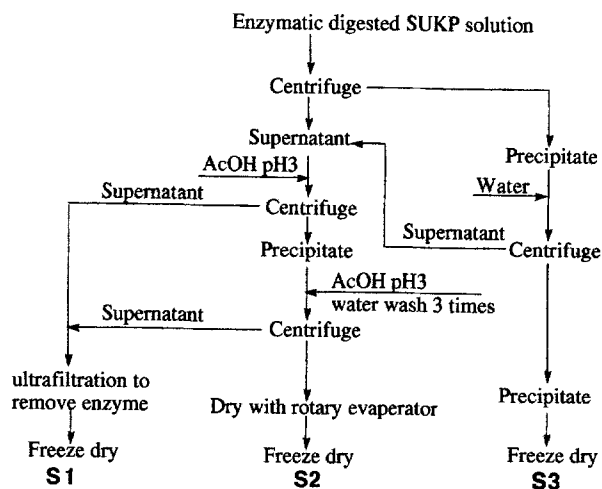 Enzymatic digested SUKP solution
Centrifuge
Supernatant
Precipitate
AcOH pH3
Water
Supernatant
Centrifuge
Supernatant
Centrifuge
Precipitate
AcOH pH3
water wash 3 times
Supernatant
Centrifuge
ultrafiltration to
remove enzyme
Dry with rotary evaporator
Precipitate
Freeze dry
Freeze dry
Freeze dry
S1
S2
S3